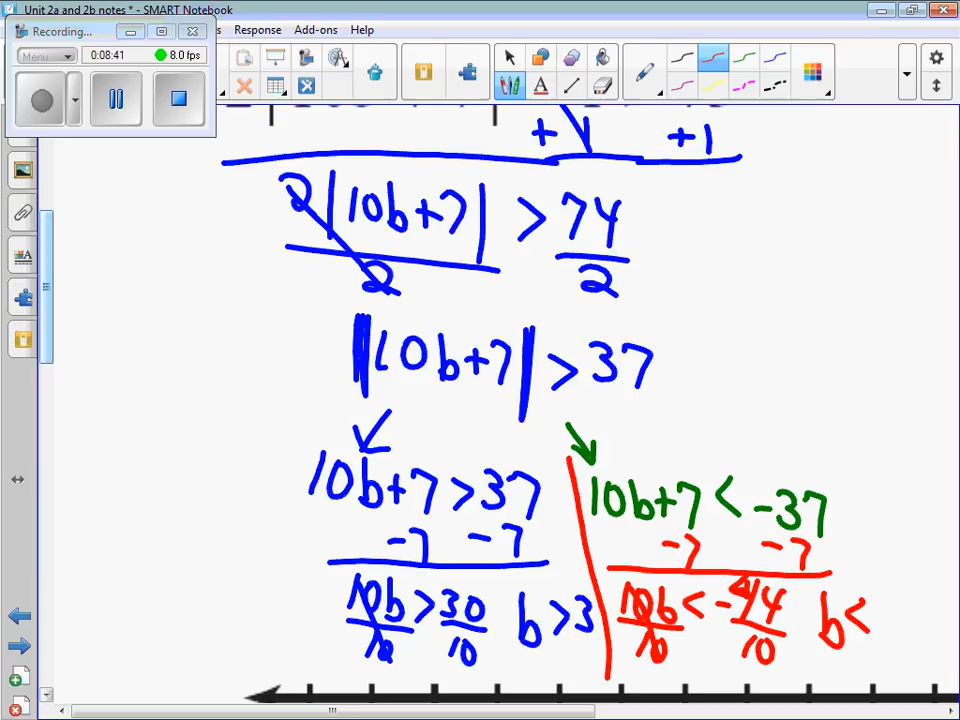 Unit 2a and 2b notes * - SMART Notebook
Recording...
Response Add-ons Help
Menu
0:08:41
8.0 fps
+ 1 +1
2|10b+7| > 74
2 2
|10b+7| > 37
10b+7 > 37
-7 -7
10b > 30 b > 3
10 10
10b+7 < -37
-7 -7
10b < -44 b <
10 10